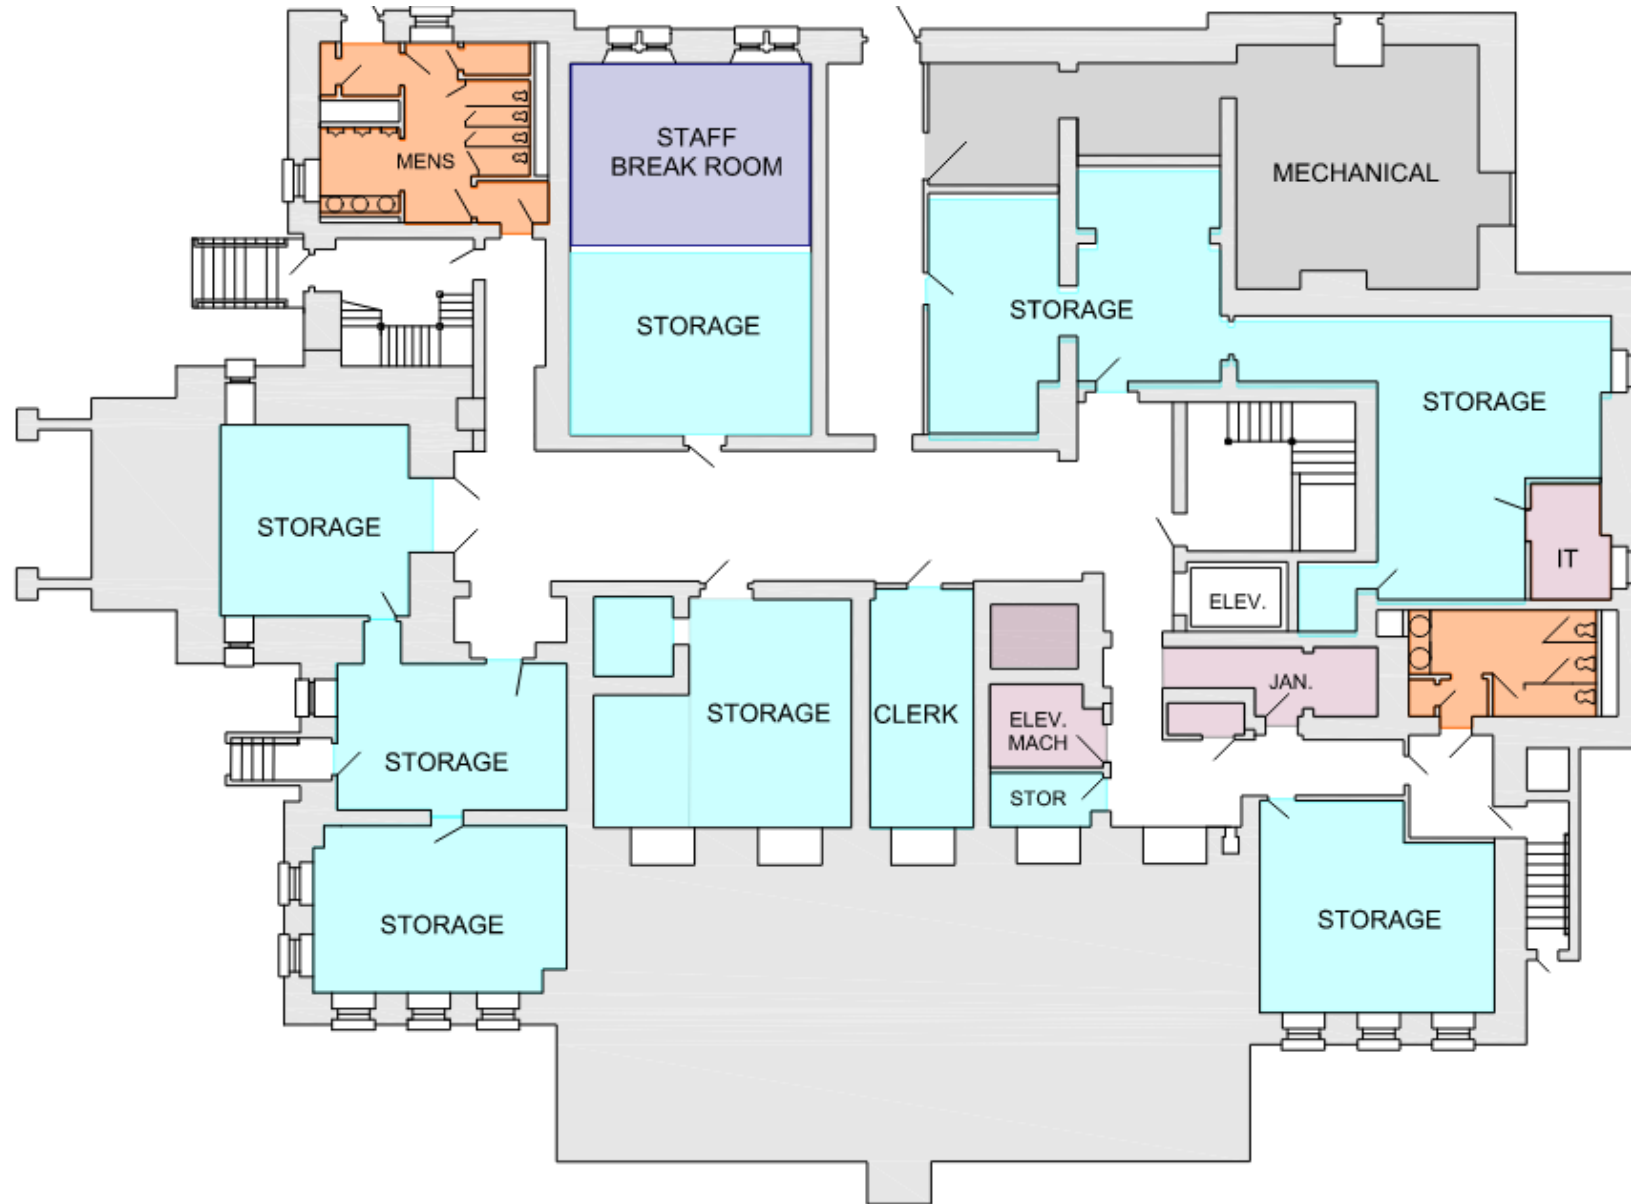 STAFF
BREAK ROOM
MENS
MECHANICAL
STORAGE
STORAGE
STORAGE
STORAGE
IT
ELEV.
JAN.
STORAGE
CLERK
ELEV.
MACH
STORAGE
STOR
STORAGE
STORAGE